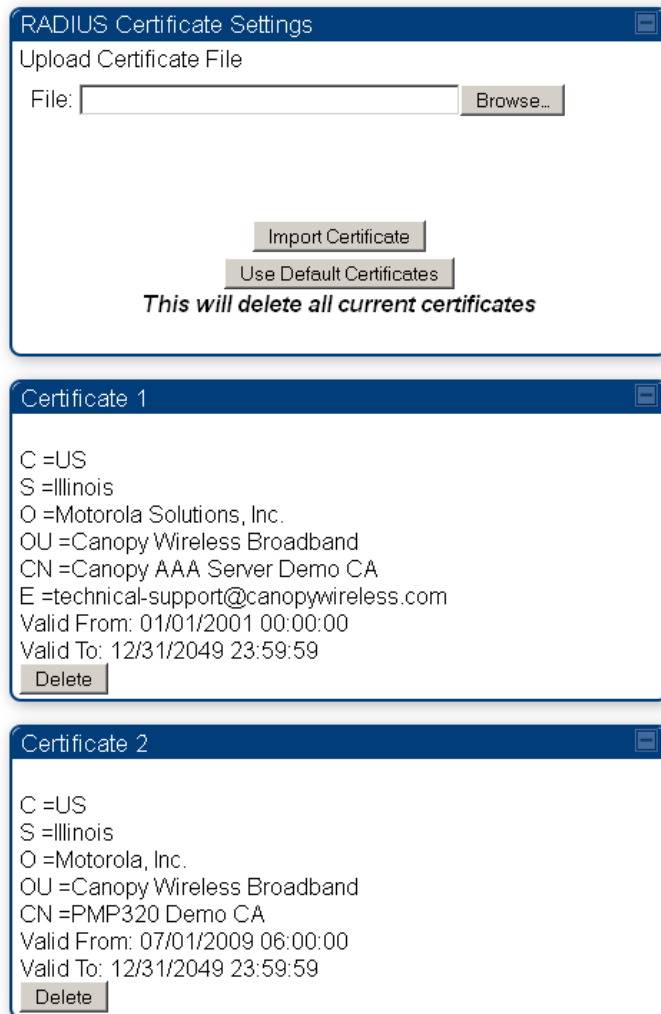 RADIUS Certificate Settings
Upload Certificate File
File: Browse...
Import Certificate
Use Default Certificates
This will delete all current certificates
Certificate 1
C =US
S =Illinois
O =Motorola Solutions, Inc.
OU =Canopy Wireless Broadband
CN =Canopy AAA Server Demo CA
E =technical-support@canopywireless.com
Valid From: 01/01/2001 00:00:00
Valid To: 12/31/2049 23:59:59
Delete
Certificate 2
C =US
S =Illinois
O =Motorola, Inc.
OU =Canopy Wireless Broadband
CN =PMP320 Demo CA
Valid From: 07/01/2009 06:00:00
Valid To: 12/31/2049 23:59:59
Delete